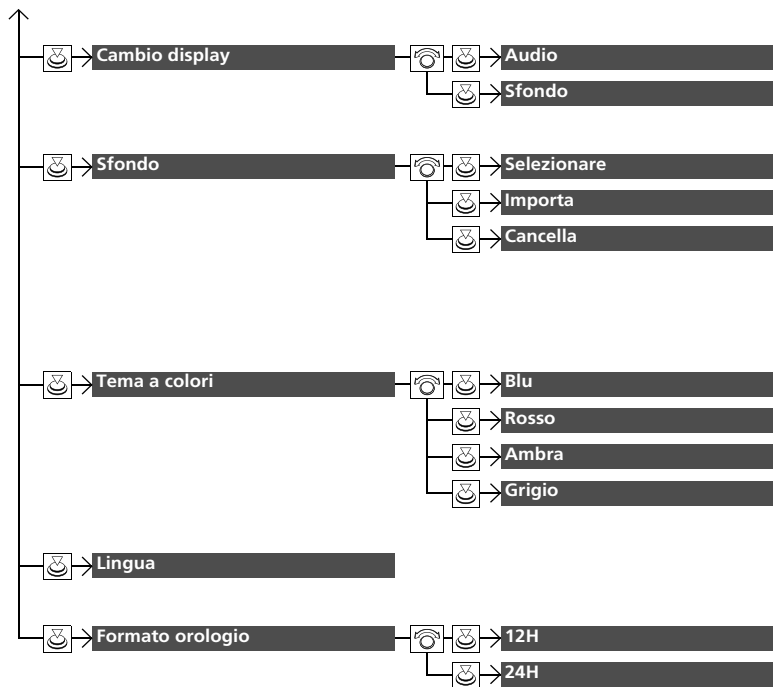 Cambio display
Audio
Sfondo
Sfondo
Selezionare
Importa
Cancella
Tema a colori
Blu
Rosso
Ambra
Grigio
Lingua
Formato orologio
12H
24H